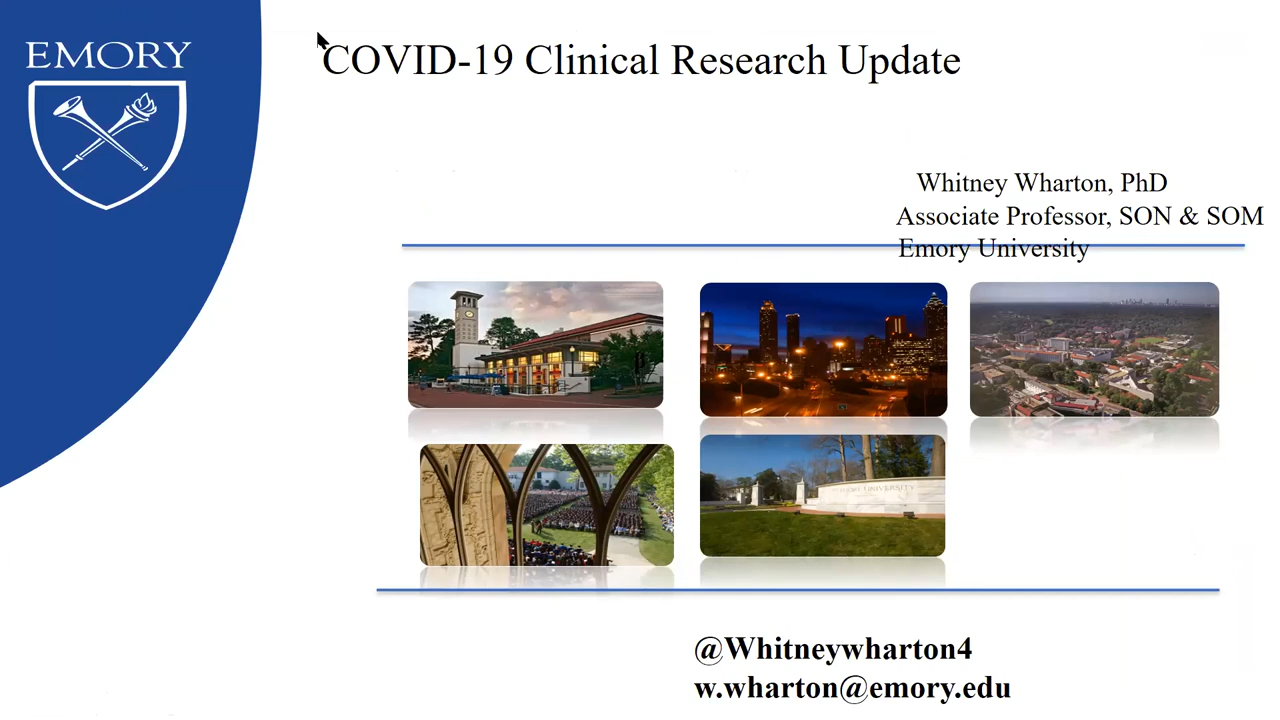 EMORY
COVID-19 Clinical Research Update
Whitney Wharton, PhD
Associate Professor, SON & SOM
Emory University
@Whitneywharton4
w.wharton@emory.edu